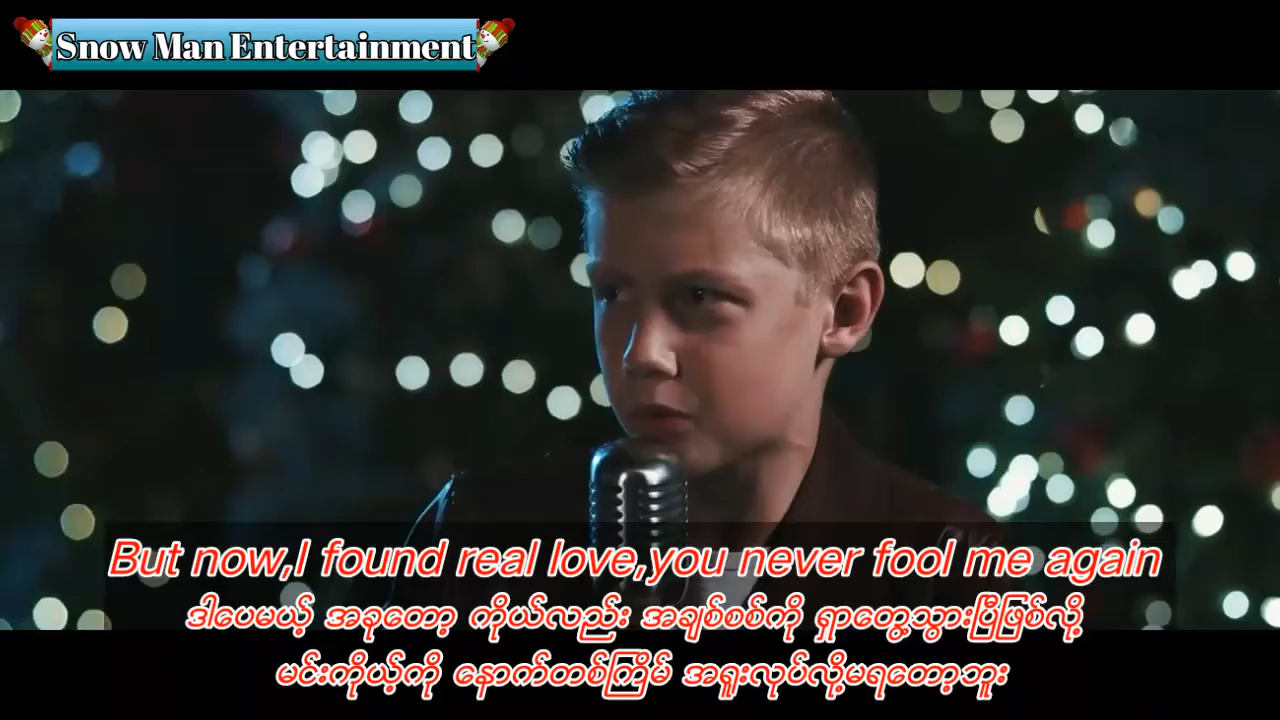 Snow Man Entertainment
But now,I found real love,you never fool me again
ဒါပေမယ့် အခုတော့ ကိုယ်လည်း အချစ်စစ်ကို ရှာတွေ့သွားပြီဖြစ်လို့
မင်းကိုယ့်ကို နောက်တစ်ကြိမ် အရူးလုပ်လို့မရတော့ဘူး